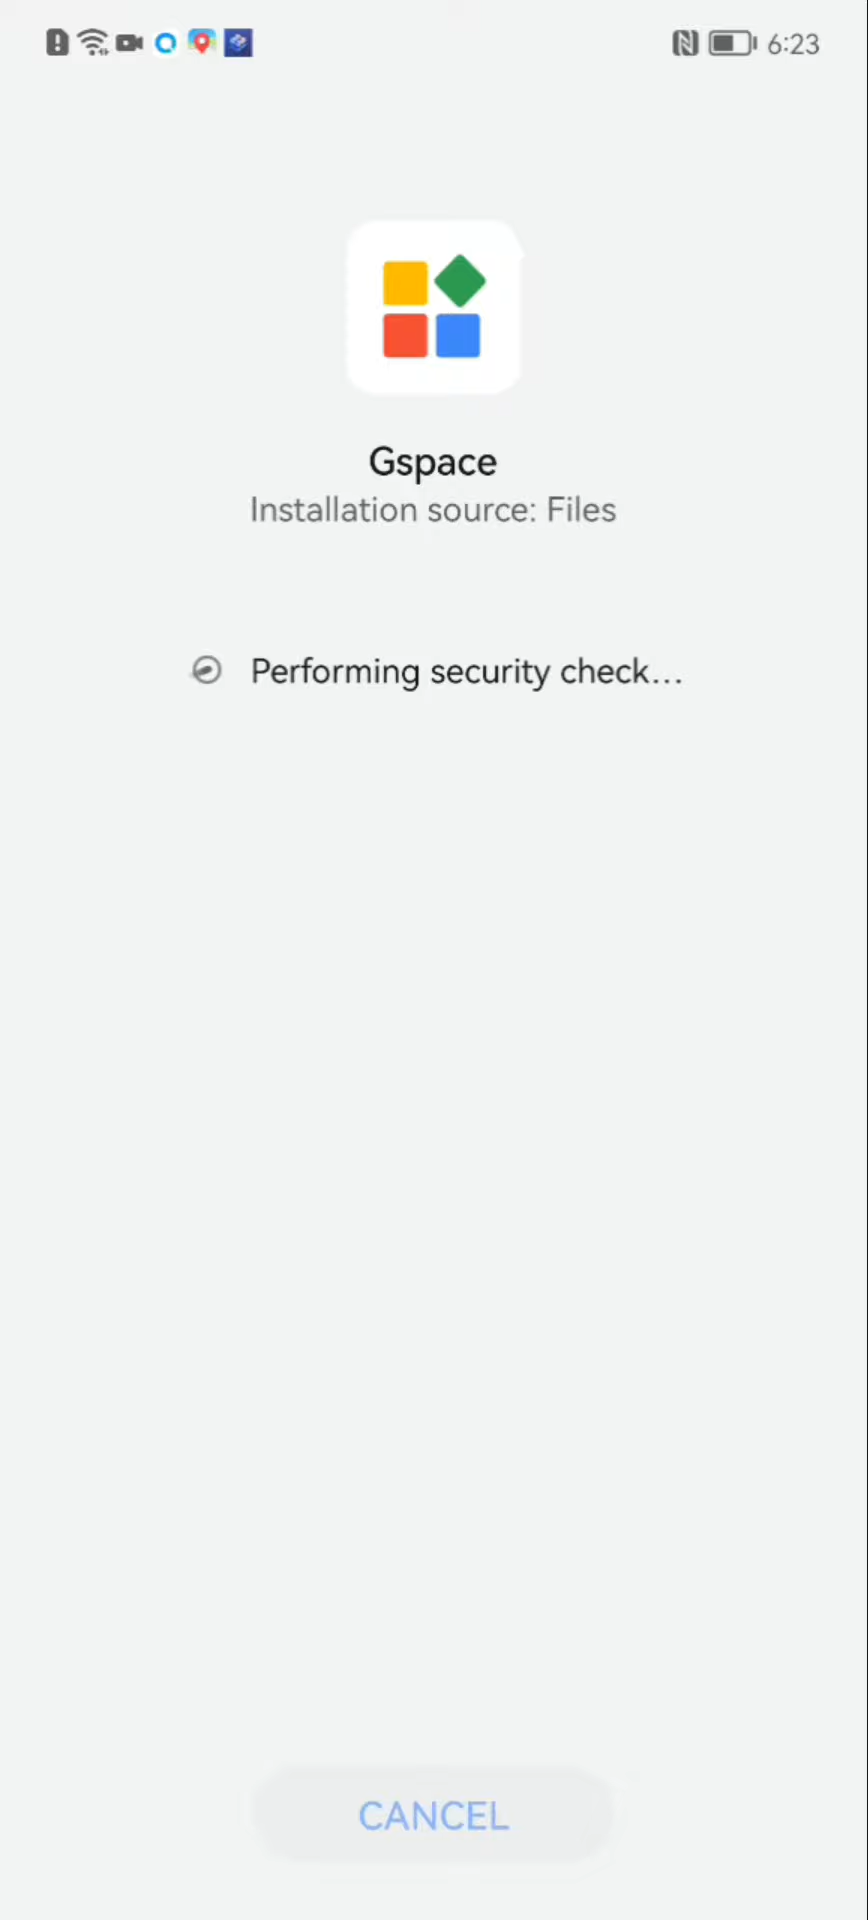 6:23
Gspace
Installation source: Files
Performing security check...
CANCEL